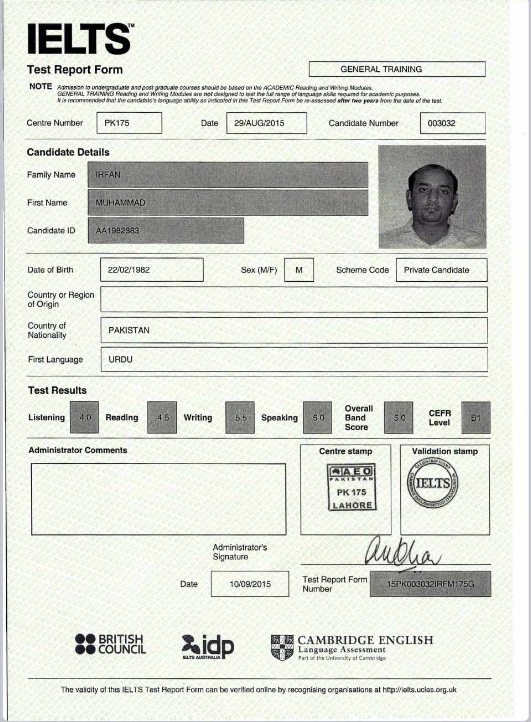 IELTS™
Test Report Form
GENERAL TRAINING
NOTE Admission to undergraduate and post graduate courses should be based on the ACADEMIC Reading and Writing Modules.
GENERAL TRAINING Reading and Writing Modules are not designed to test the full range of language skills required for academic purposes.
It is recommended that the candidate's language ability as indicated in this Test Report Form be re-assessed after two years from the date of the test.
Centre Number PK175 Date 29/AUG/2015 Candidate Number 003032
Candidate Details
Family Name IRFAN
First Name MUHAMMAD
Candidate ID AA1982383
Date of Birth 22/02/1982 Sex (M/F) M Scheme Code Private Candidate
Country or Region
of Origin
Country of
Nationality PAKISTAN
First Language URDU
Test Results
Listening 4.0 Reading 4.5 Writing 5.5 Speaking 6.0 Overall Band Score 5.0 CEFR Level B1
Administrator Comments
Centre stamp
Validation stamp
AEO
PAKISTAN
PK 175
LAHORE
IELTS
Administrator's
Signature
Date 10/09/2015
Test Report Form
Number 15PK003032IRFM175G
BRITISH
COUNCIL
idp
IELTS AUSTRALIA
CAMBRIDGE ENGLISH
Language Assessment
Part of the University of Cambridge
The validity of this IELTS Test Report Form can be verified online by recognising organisations at http://ielts.ucles.org.uk